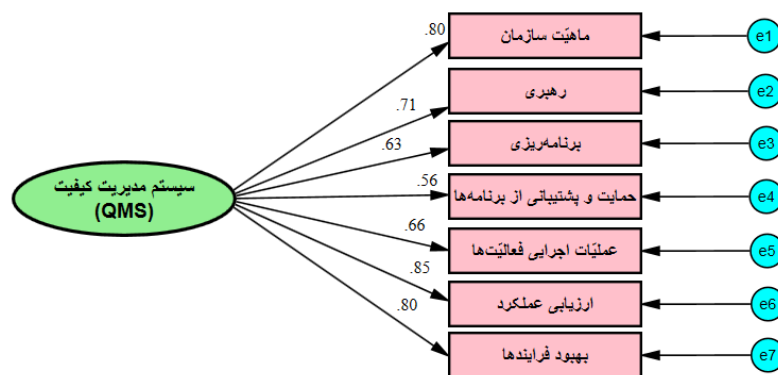 .80
ماهیّت سازمان
e1
.71
رهبری
e2
.63
برنامه‌ریزی
e3
سیستم مدیریت کیفیت
(QMS)
.56
حمایت و پشتیبانی از برنامه‌ها
e4
.66
عملیّات اجرایی فعالیّت‌ها
e5
.85
ارزیابی عملکرد
e6
.80
بهبود فرایندها
e7